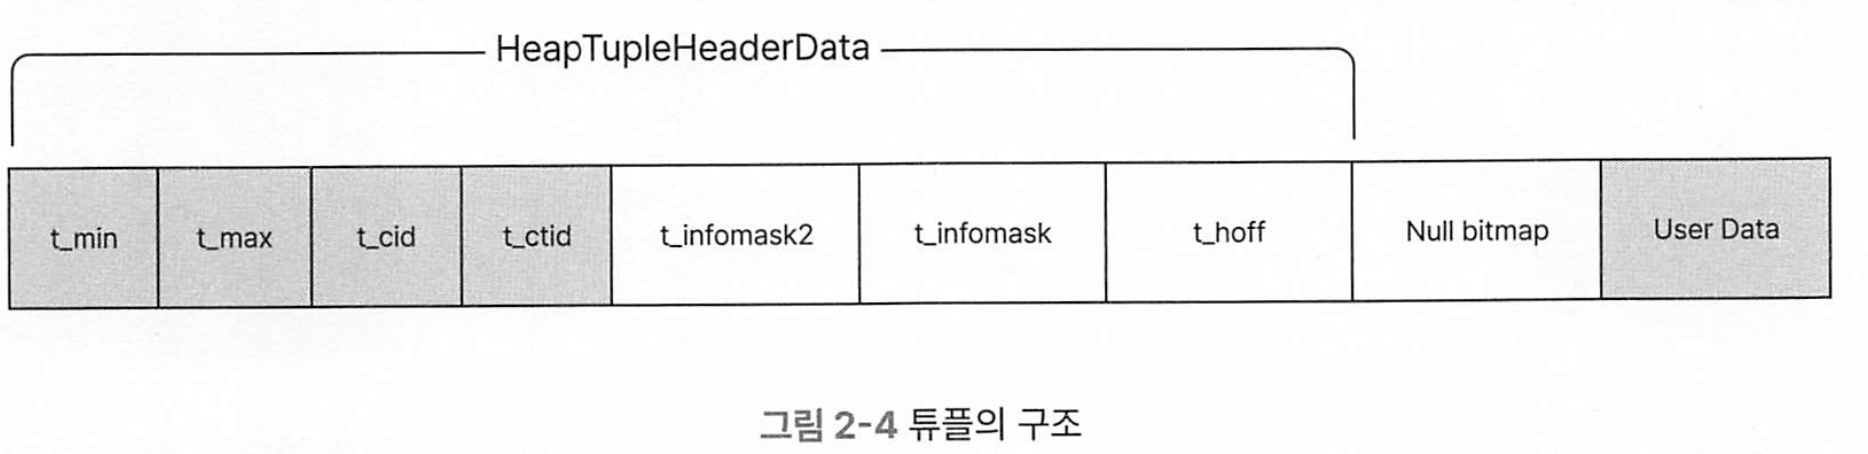 HeapTupleHeaderData
t_min t_max t_cid t_ctid t_infomask2 t_infomask t_hoff Null bitmap User Data
그림 2-4 튜플의 구조